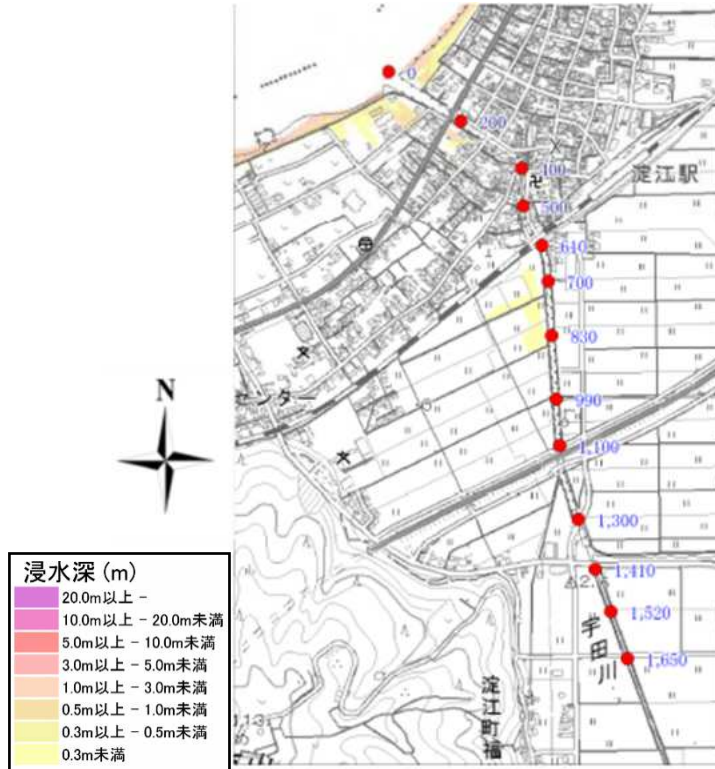 0
200
400
卍
淀江駅
500
610
700
830
センター
990
N
1,100
1,300
1,410
1,520
宇田川
1,650
淀江町福
浸水深 (m)
20.0m以上 -
10.0m以上 - 20.0m未満
5.0m以上 - 10.0m未満
3.0m以上 - 5.0m未満
1.0m以上 - 3.0m未満
0.5m以上 - 1.0m未満
0.3m以上 - 0.5m未満
0.3m未満